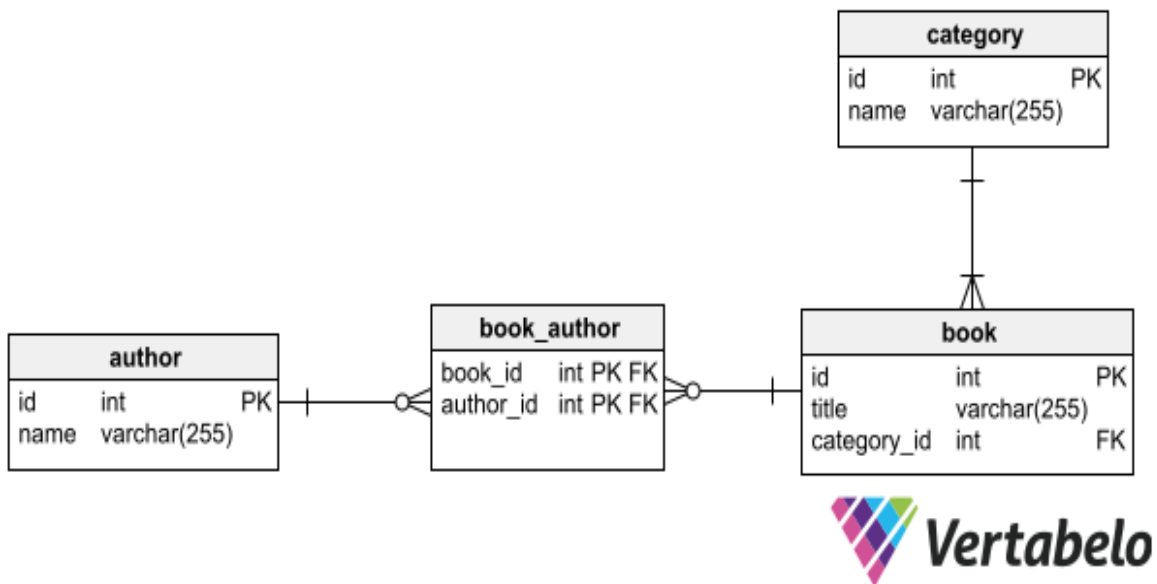 category
id int PK
name varchar(255)
author
id int PK
name varchar(255)
book_author
book_id int PK FK
author_id int PK FK
book
id int PK
title varchar(255)
category_id int FK
Vertabelo